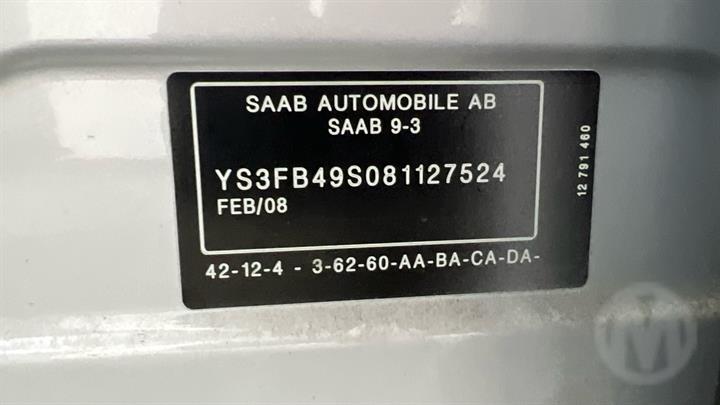 SAAB AUTOMOBILE AB
SAAB 9-3
YS3FB49S081127524
FEB/08
42-12-4 - 3-62-60-AA-BA-CA-DA-
12 791 460
M